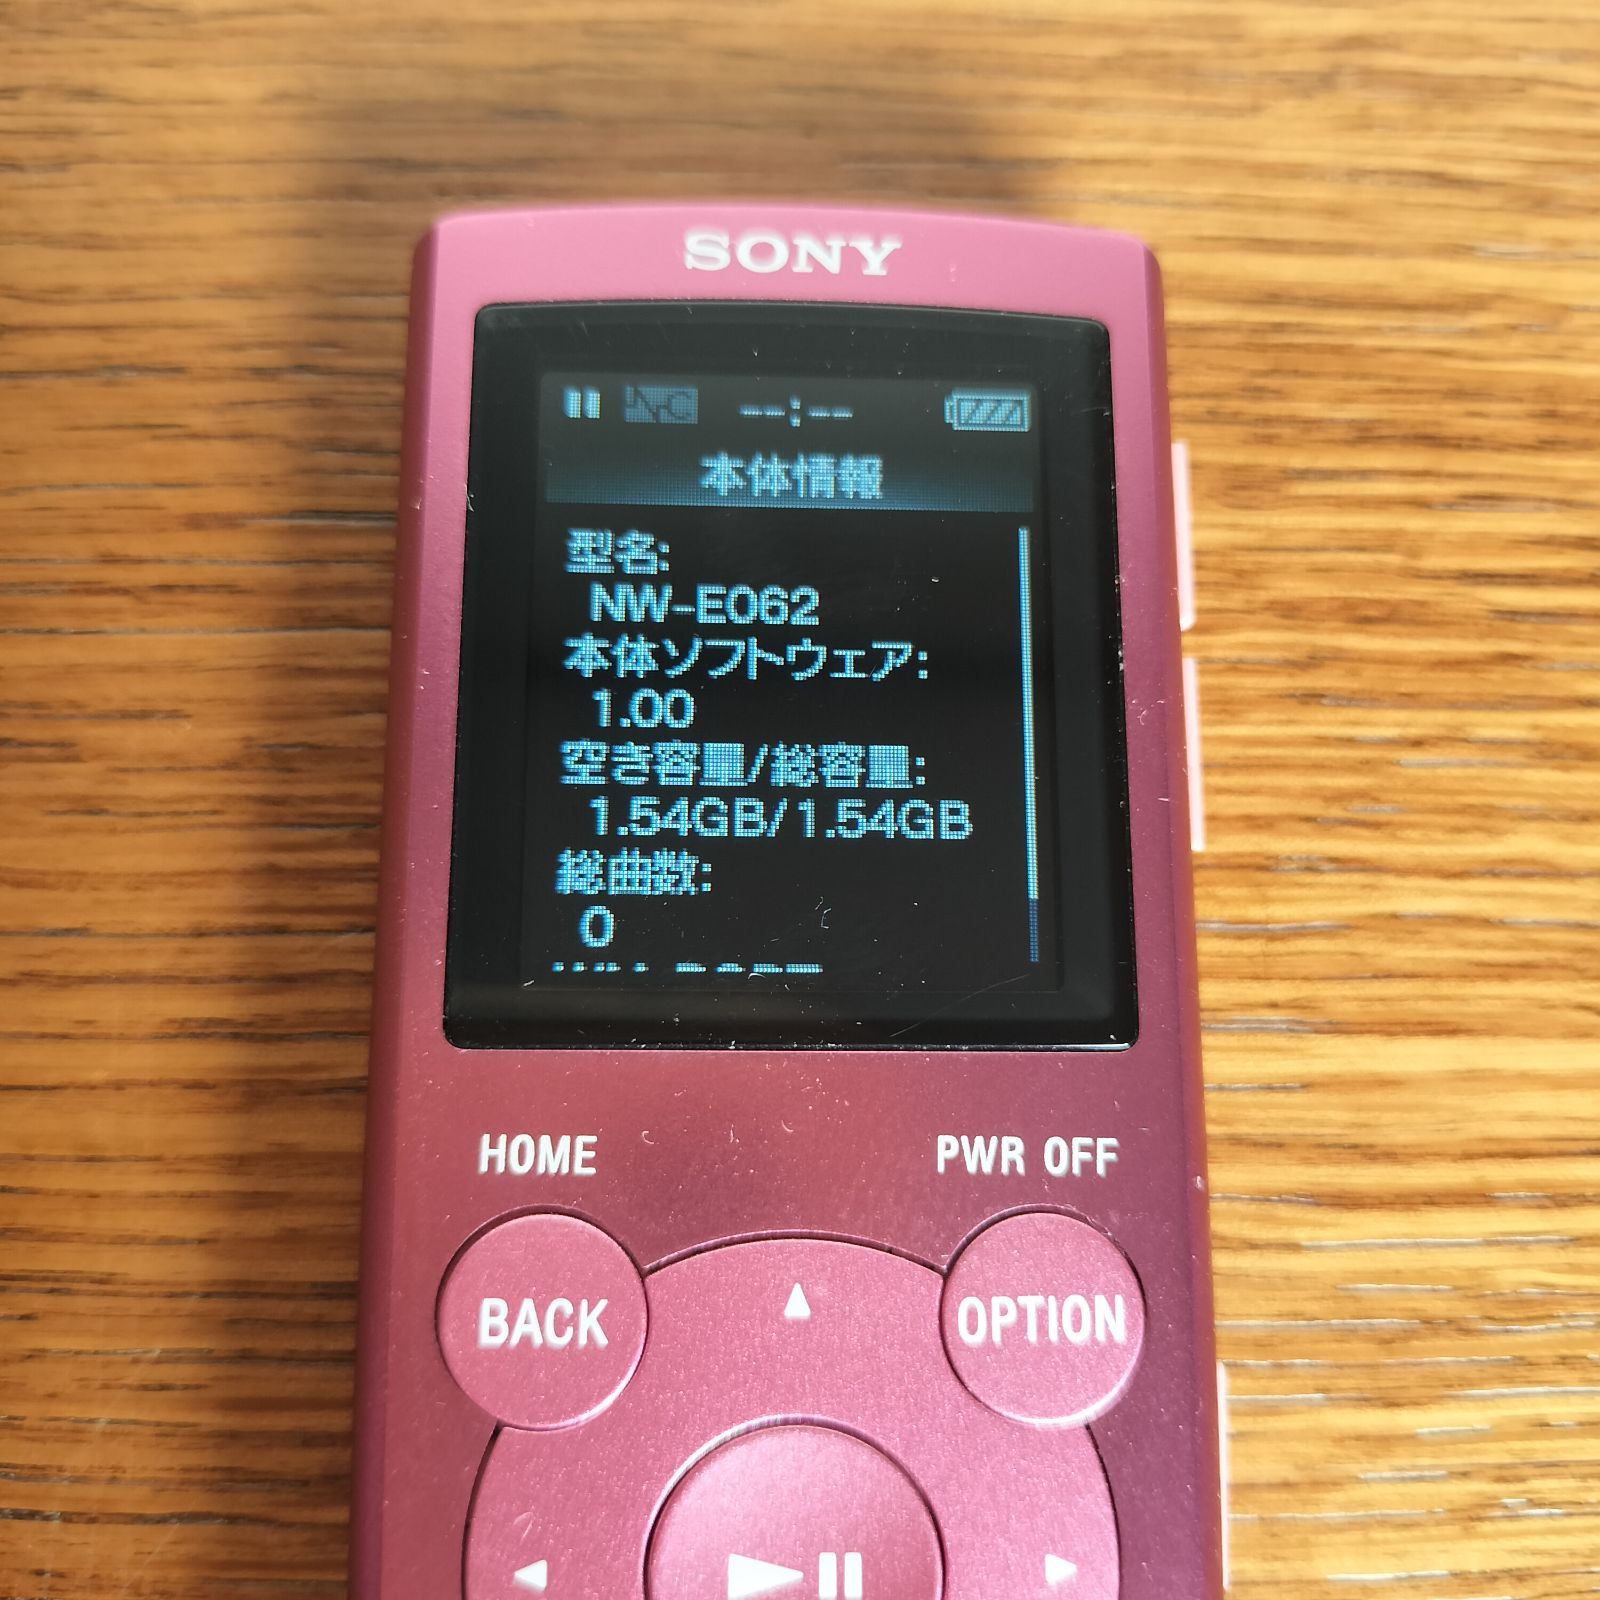 SONY
--:--
本体情報
型名:
NW-E062
本体ソフトウェア:
1.00
空き容量/総容量:
1.54GB/1.54GB
総曲数:
0
HOME PWR OFF
BACK OPTION